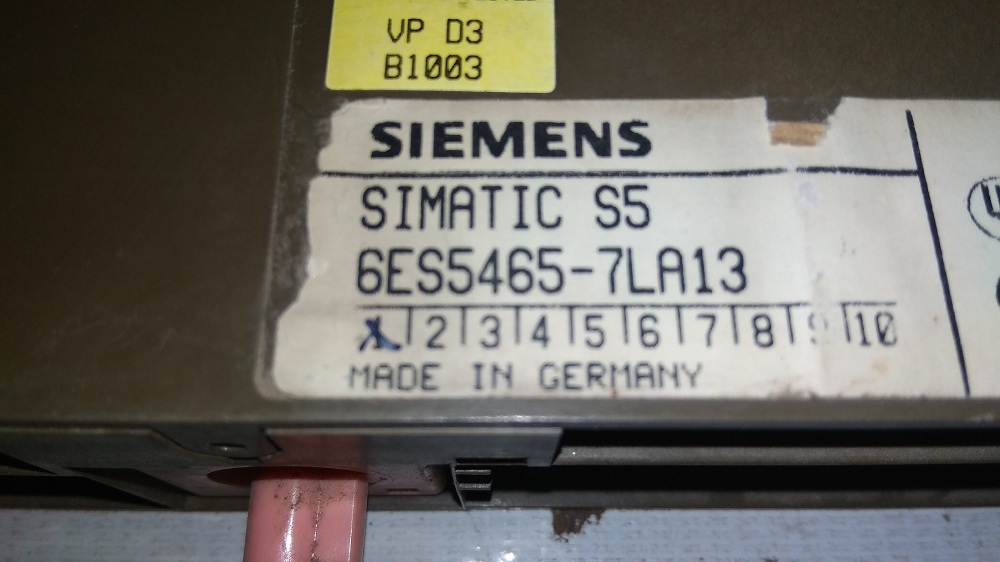 VP D3
B1003
SIEMENS
SIMATIC S5
6ES5465-7LA13
1 2 3 4 5 6 7 8 9 10
MADE IN GERMANY